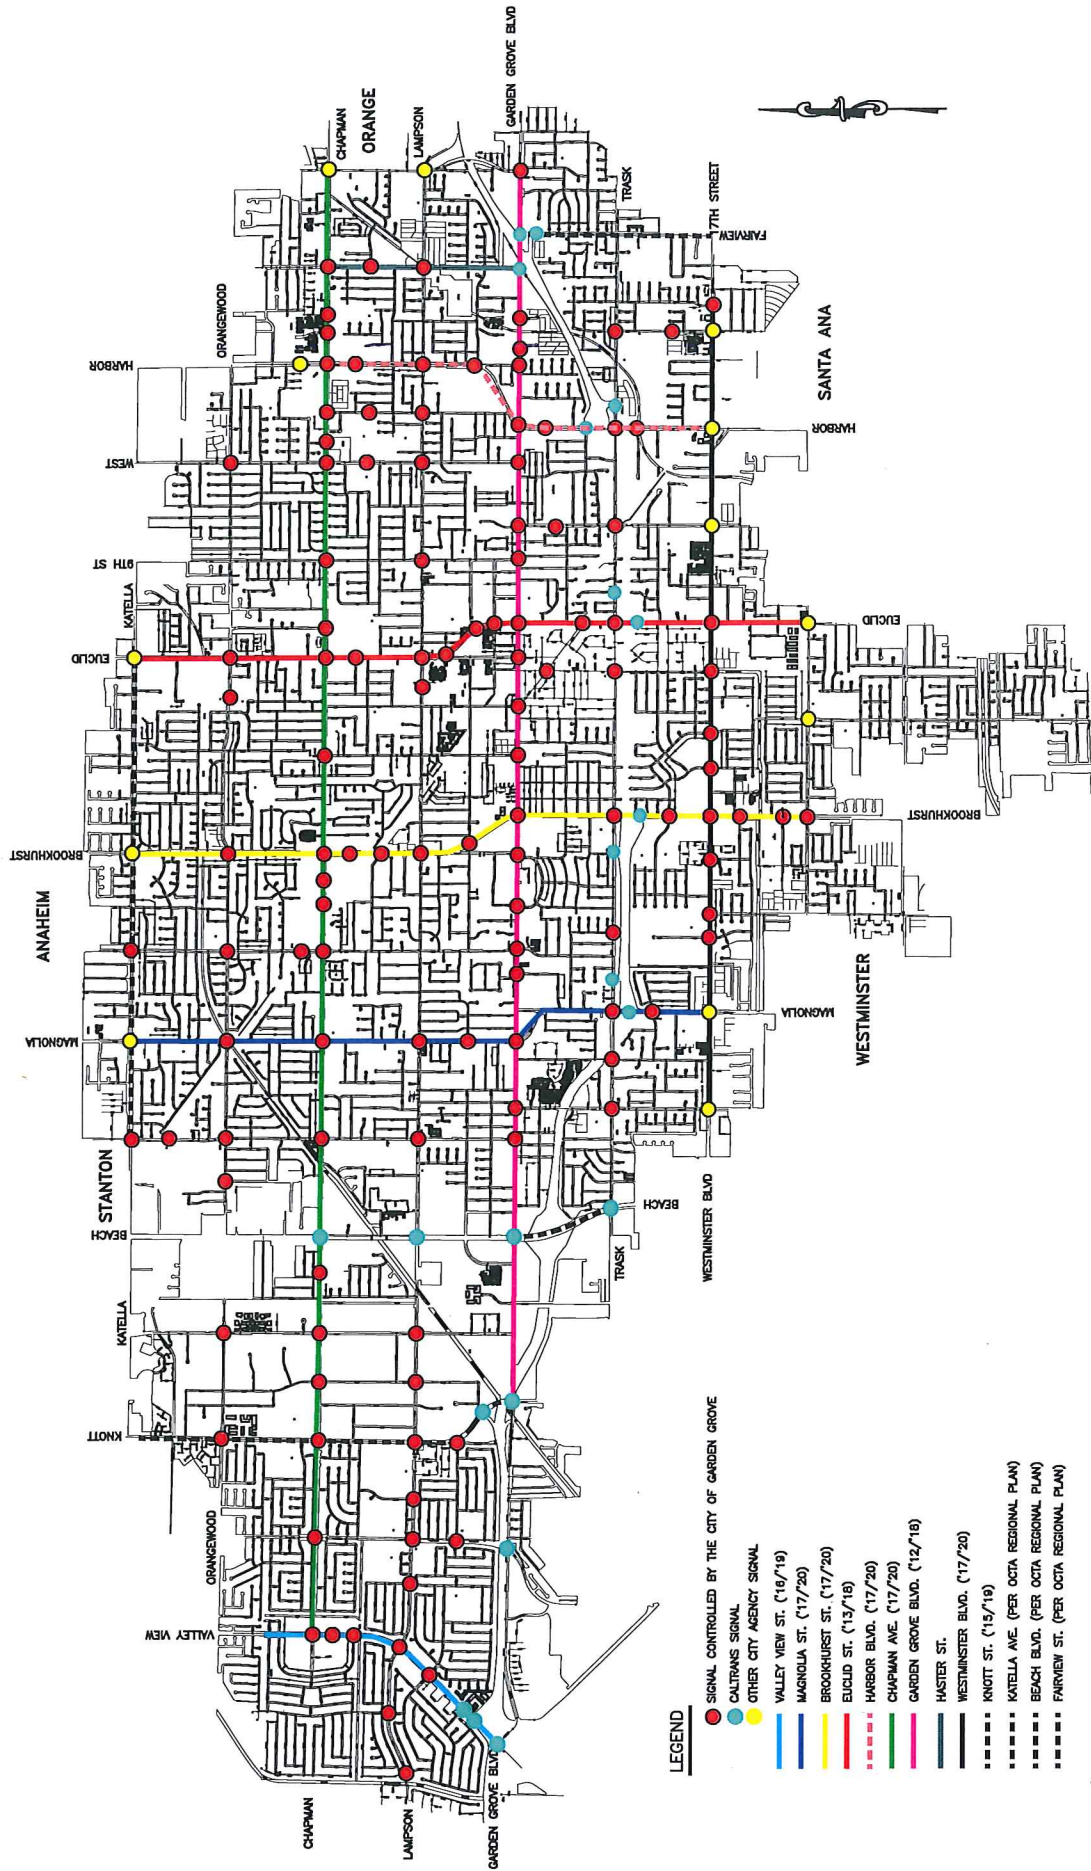 GARDEN GROVE BLVD
CHAPMAN
ORANGE
LAMPSON
TRASK
17TH STREET
FAIRVIEW
ORANGEWOOD
HARBOR
SANTA ANA
HARBOR
WEST
9TH ST
KATELLA
EUCLID
EUCLID
BROOKHURST
BROOKHURST
ANAHEIM
WESTMINSTER
MAGNOLIA
MAGNOLIA
STANTON
BEACH
BEACH
TRASK
WESTMINSTER BLVD
KATELLA
KNOTT
ORANGEWOOD
VALLEY VIEW
CHAPMAN
LAMPSON
GARDEN GROVE BLVD
LEGEND
SIGNAL CONTROLLED BY THE CITY OF GARDEN GROVE
CALTRANS SIGNAL
OTHER CITY AGENCY SIGNAL
VALLEY VIEW ST. ('16/'19)
MAGNOLIA ST. ('17/'20)
BROOKHURST ST. ('17/'20)
EUCLID ST. ('13/'18)
HARBOR BLVD. ('17/'20)
CHAPMAN AVE. ('17/'20)
GARDEN GROVE BLVD. ('12/'18)
HASTER ST.
WESTMINSTER BLVD. ('17/'20)
KNOTT ST. ('15/'19)
KATELLA AVE. (PER OCTA REGIONAL PLAN)
BEACH BLVD. (PER OCTA REGIONAL PLAN)
FAIRVIEW ST. (PER OCTA REGIONAL PLAN)